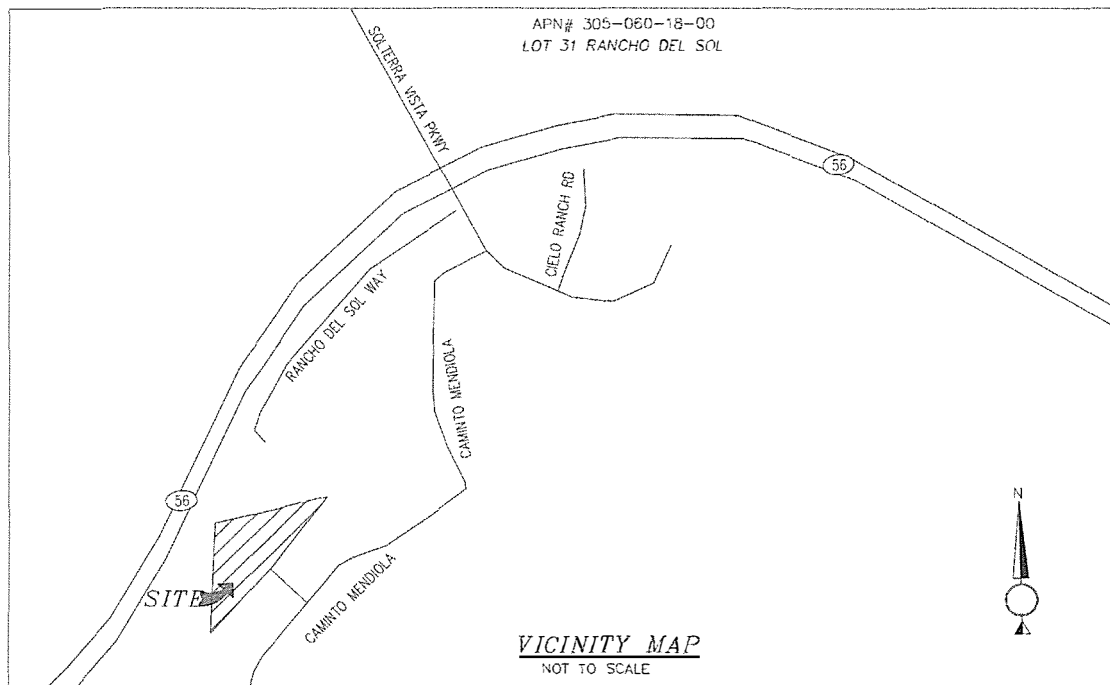 APN# 305-060-18-00
LOT 31 RANCHO DEL SOL
SOLTERRA VISTA PKWY
56
CIELO RANCH RD
RANCHO DEL SOL WAY
CAMINTO MENDIOLA
56
SITE
CAMINTO MENDIOLA
N
VICINITY MAP
NOT TO SCALE